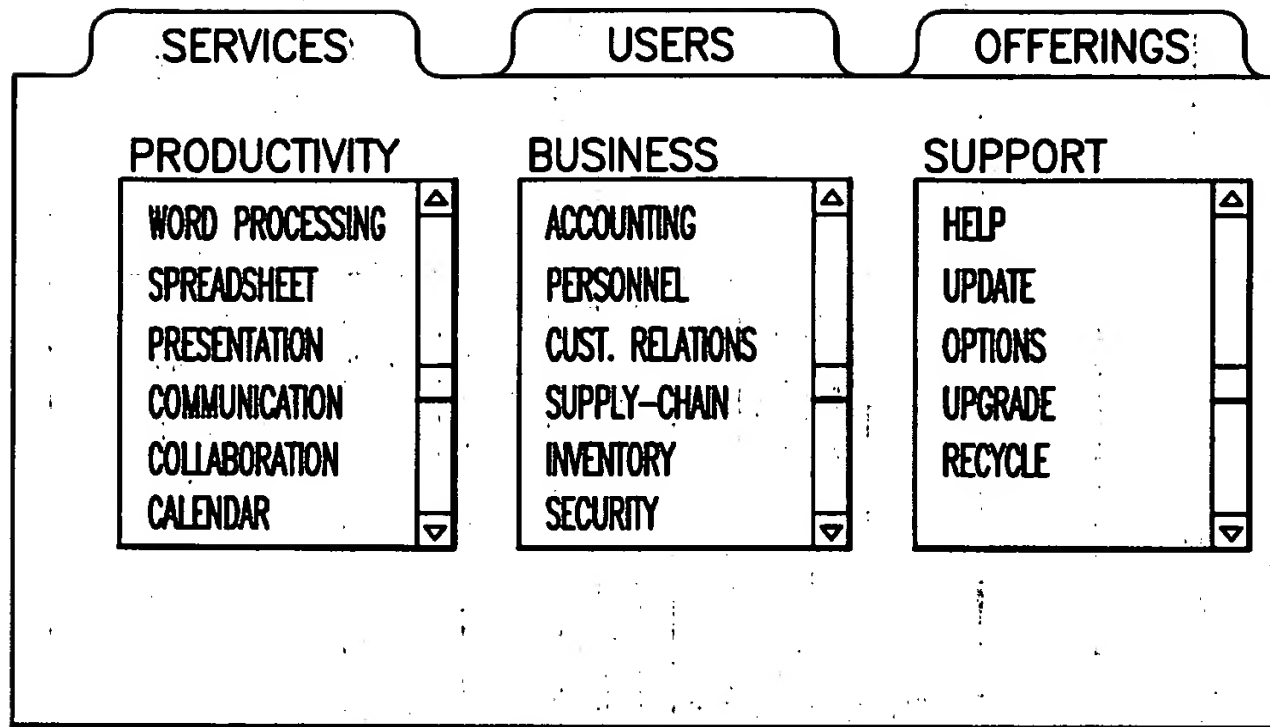 SERVICES
USERS
OFFERINGS
PRODUCTIVITY
WORD PROCESSING
SPREADSHEET
PRESENTATION
COMMUNICATION
COLLABORATION
CALENDAR
BUSINESS
ACCOUNTING
PERSONNEL
CUST. RELATIONS
SUPPLY-CHAIN
INVENTORY
SECURITY
SUPPORT
HELP
UPDATE
OPTIONS
UPGRADE
RECYCLE